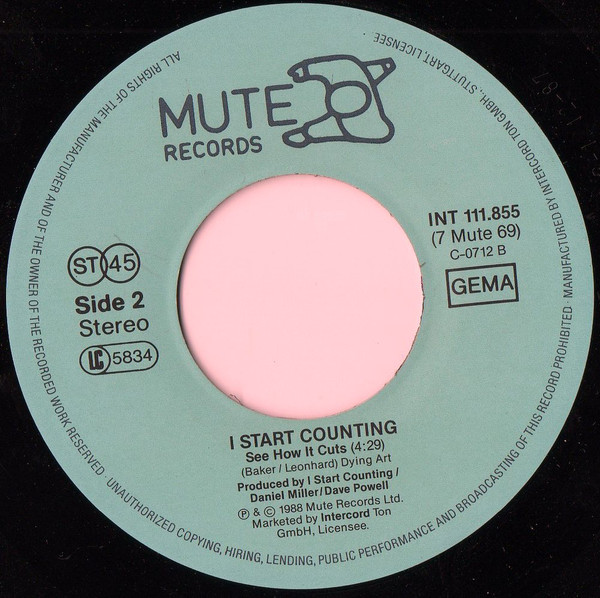 MUTE
RECORDS
INT 111.855
(7 Mute 69)
C-0712 B
GEMA
ST 45
Side 2
Stereo
LC 5834
I START COUNTING
See How It Cuts (4:29)
(Baker/Leonhard) Dying Art
Produced by I Start Counting/
Daniel Miller/Dave Powell
℗ & © 1988 Mute Records Ltd.
Marketed by Intercord Ton
GmbH, Licensee.
ALL RIGHTS OF THE MANUFACTURER AND OF THE OWNER OF THE RECORDED WORK RESERVED · UNAUTHORIZED COPYING, HIRING, LENDING, PUBLIC PERFORMANCE AND BROADCASTING OF THIS RECORD PROHIBITED · MANUFACTURED BY INTERCORD TON GMBH., STUTTGART, LICENSEE